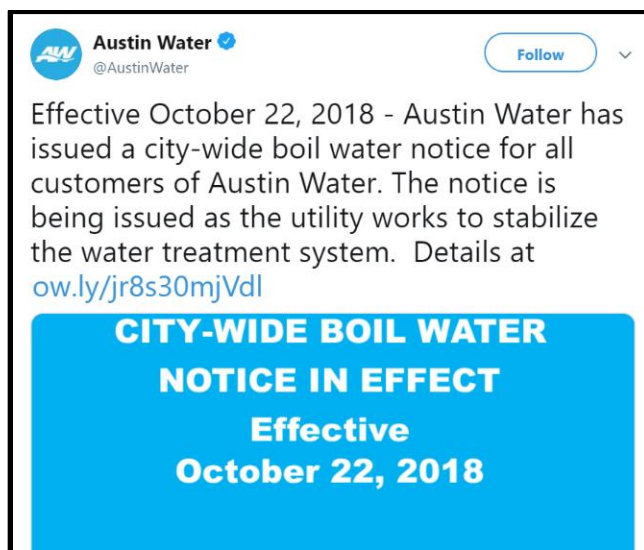 Austin Water
@AustinWater
Follow
Effective October 22, 2018 - Austin Water has
issued a city-wide boil water notice for all
customers of Austin Water. The notice is
being issued as the utility works to stabilize
the water treatment system.  Details at
ow.ly/jr8s30mjVdl
CITY-WIDE BOIL WATER
NOTICE IN EFFECT
Effective
October 22, 2018